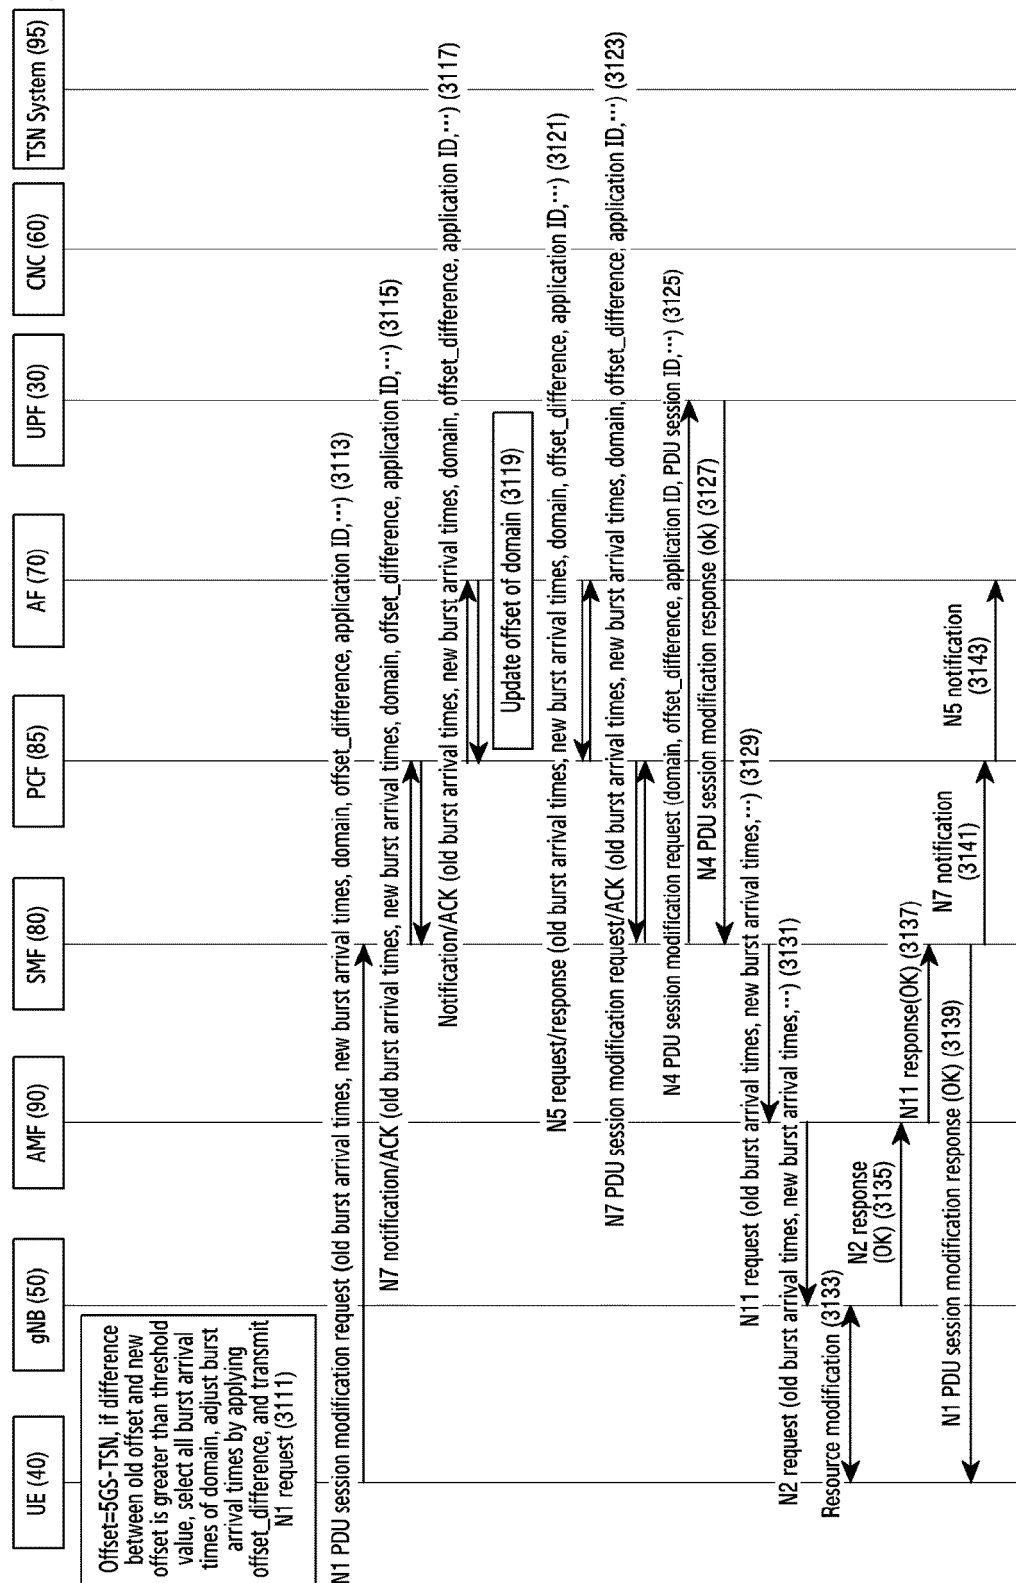 UE (40)
gNB (50)
AMF (90)
SMF (80)
PCF (85)
AF (70)
UPF (30)
CNC (60)
TSN System (95)
Offset=5GS-TSN, if difference
between old offset and new
offset is greater than threshold
value, select all burst arrival
times of domain, adjust burst
arrival times by applying
offset_difference, and transmit
N1 request (3111)
N1 PDU session modification request (old burst arrival times, new burst arrival times, domain, offset_difference, application ID,···) (3113)
N7 notification/ACK (old burst arrival times, new burst arrival times, domain, offset_difference, application ID,···) (3115)
Notification/ACK (old burst arrival times, new burst arrival times, domain, offset_difference, application ID,···) (3117)
Update offset of domain (3119)
N5 request/response (old burst arrival times, new burst arrival times, domain, offset_difference, application ID,···) (3121)
N7 PDU session modification request/ACK (old burst arrival times, new burst arrival times, domain, offset_difference, application ID,···) (3123)
N4 PDU session modification request (domain, offset_difference, application ID, PDU session ID,···) (3125)
N4 PDU session modification response (ok) (3127)
N11 request (old burst arrival times, new burst arrival times,···) (3129)
N2 request (old burst arrival times, new burst arrival times,···) (3131)
Resource modification (3133)
N2 response
(OK) (3135)
N11 response(OK) (3137)
N1 PDU session modification response (OK) (3139)
N7 notification
(3141)
N5 notification
(3143)